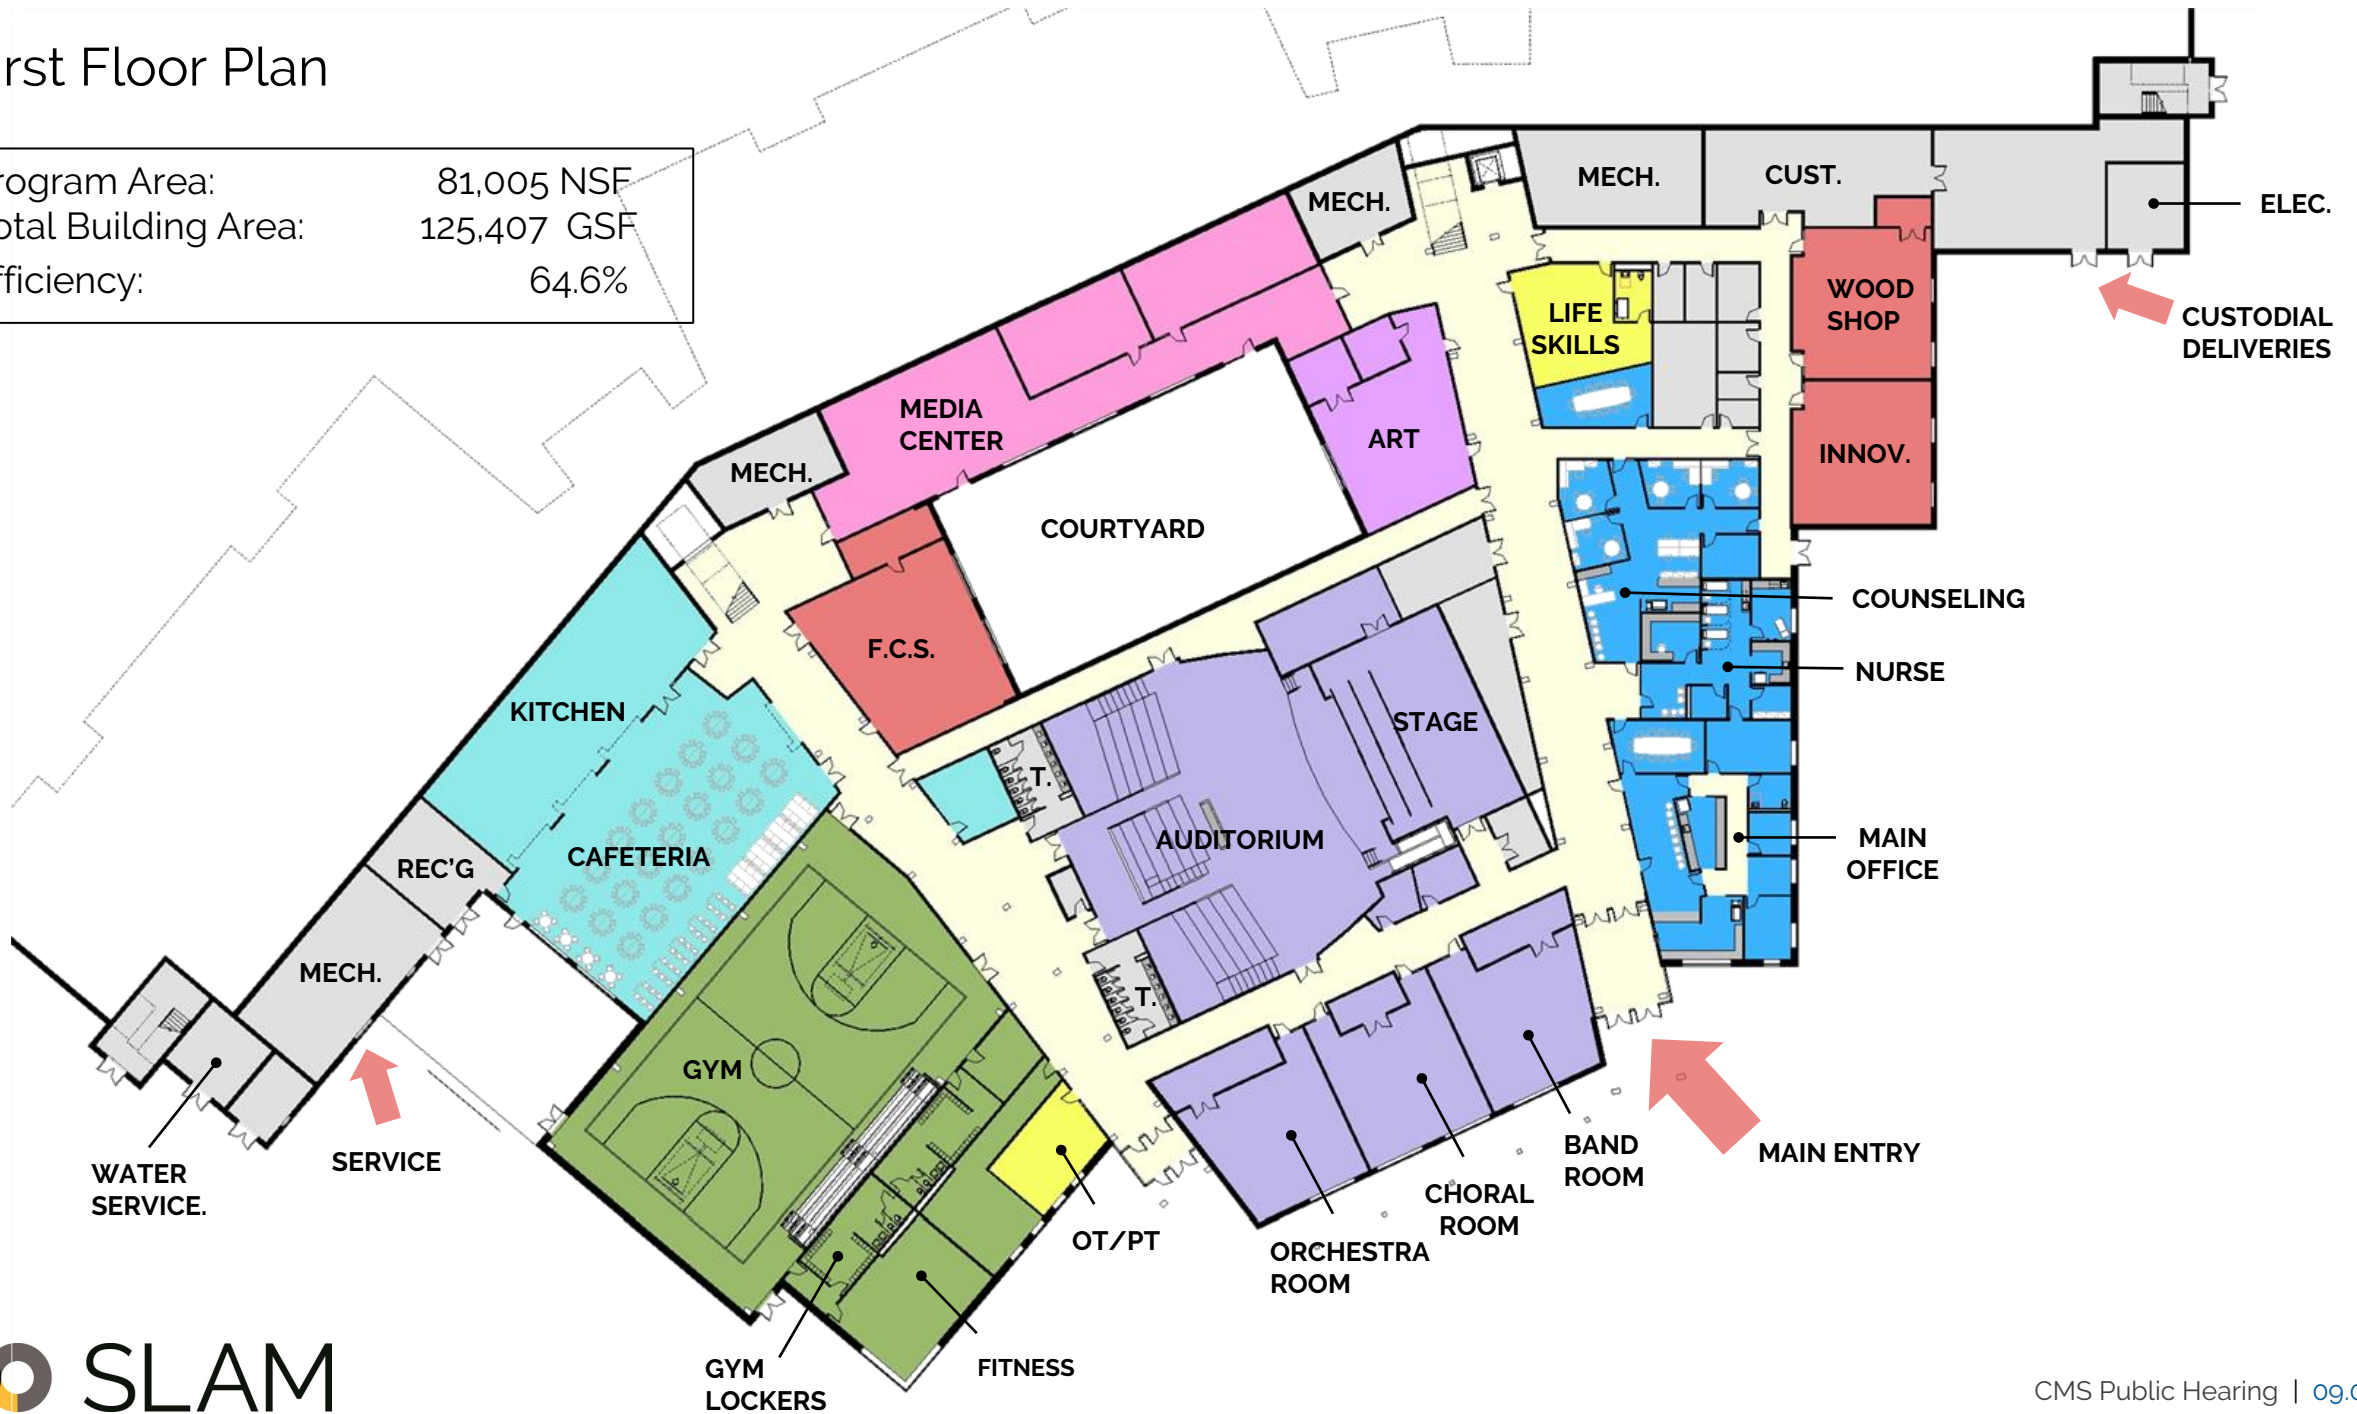 rst Floor Plan
rogram Area: 81,005 NSF
otal Building Area: 125,407 GSF
fficiency: 64.6%
MECH.
CUST.
MECH.
ELEC.
WOOD
SHOP
LIFE
SKILLS
CUSTODIAL
DELIVERIES
MEDIA
CENTER
ART
INNOV.
MECH.
COURTYARD
COUNSELING
F.C.S.
NURSE
KITCHEN
STAGE
T.
AUDITORIUM
MAIN
OFFICE
CAFETERIA
REC'G
MECH.
T.
GYM
WATER
SERVICE.
SERVICE
BAND
ROOM
MAIN ENTRY
CHORAL
ROOM
OT/PT
ORCHESTRA
ROOM
GYM
LOCKERS
FITNESS
SLAM
CMS Public Hearing | 09.0